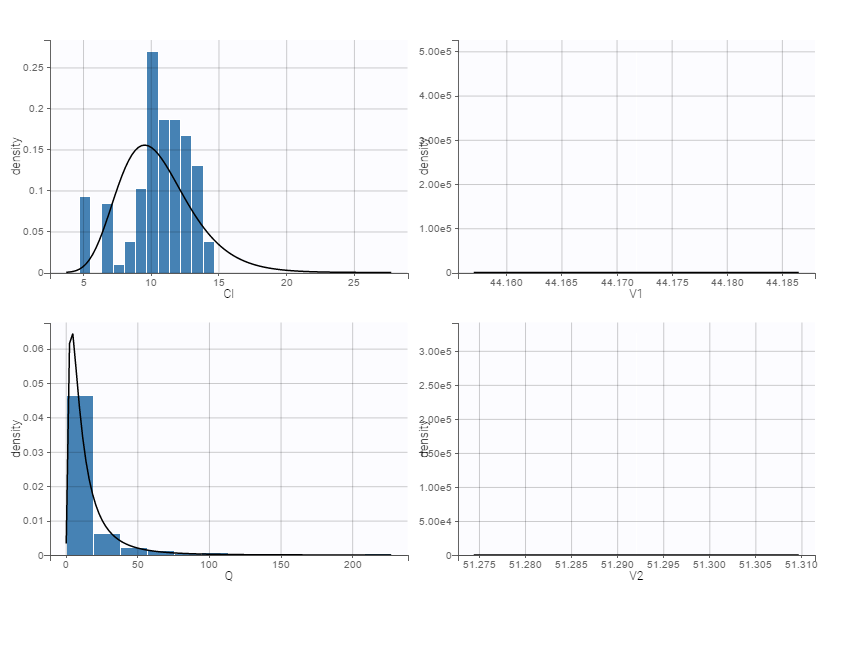 density
0.25
0.2
0.15
0.1
0.05
0
5
10
15
20
25
Cl
density
5.00e5
4.00e5
3.00e5
2.00e5
1.00e5
0
44.160
44.165
44.170
44.175
44.180
44.185
V1
density
0.06
0.05
0.04
0.03
0.02
0.01
0
0
50
100
150
200
Q
density
3.00e5
2.50e5
2.00e5
1.50e5
1.00e5
5.00e4
0
51.275
51.280
51.285
51.290
51.295
51.300
51.305
51.310
V2